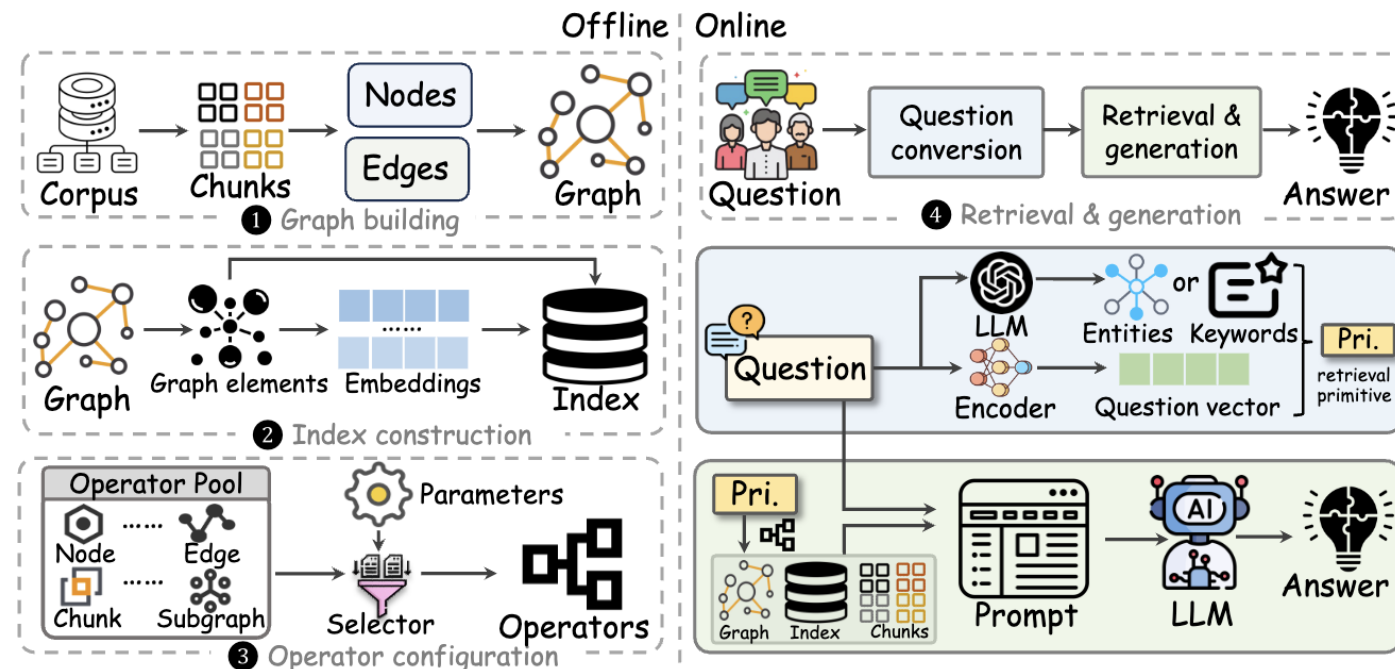 Offline
Online
Corpus
Chunks
Nodes
Edges
Graph
1 Graph building
Graph
Graph elements
......
Embeddings
Index
2 Index construction
Operator Pool
Node
......
Edge
Chunk
......
Subgraph
Parameters
Selector
Operators
3 Operator configuration
Question
Question
conversion
Retrieval &
generation
Answer
4 Retrieval & generation
?
Question
LLM
Entities
or
Keywords
Encoder
Question vector
Pri.
retrieval
primitive
Pri.
Graph
Index
Chunks
Prompt
AI
LLM
Answer